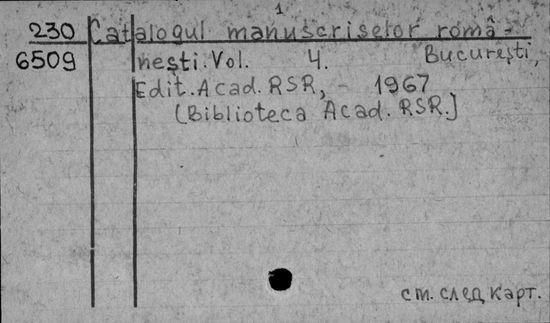 1
230 Catalogul manuscriselor româ-
6509 nești. Vol. 4. București,
Edit. Acad. RSR, - 1967
[Biblioteca Acad. RSR.]
ст. след карт.